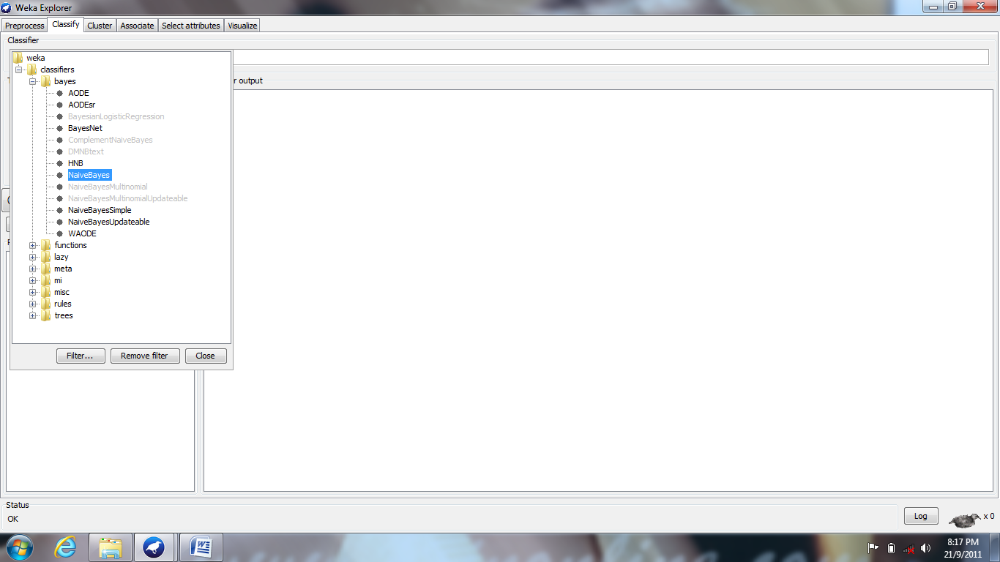 Weka Explorer
Preprocess Classify Cluster Associate Select attributes Visualize
Classifier
weka
classifiers
bayes
r output
AODE
AODEsr
BayesianLogisticRegression
BayesNet
ComplementNaiveBayes
DMNBtext
HNB
NaiveBayes
NaiveBayesMultinomial
NaiveBayesMultinomialUpdateable
NaiveBayesSimple
NaiveBayesUpdateable
WAODE
functions
lazy
meta
mi
misc
rules
trees
Filter... Remove filter Close
Status
OK
Log
x 0
8:17 PM
21/9/2011